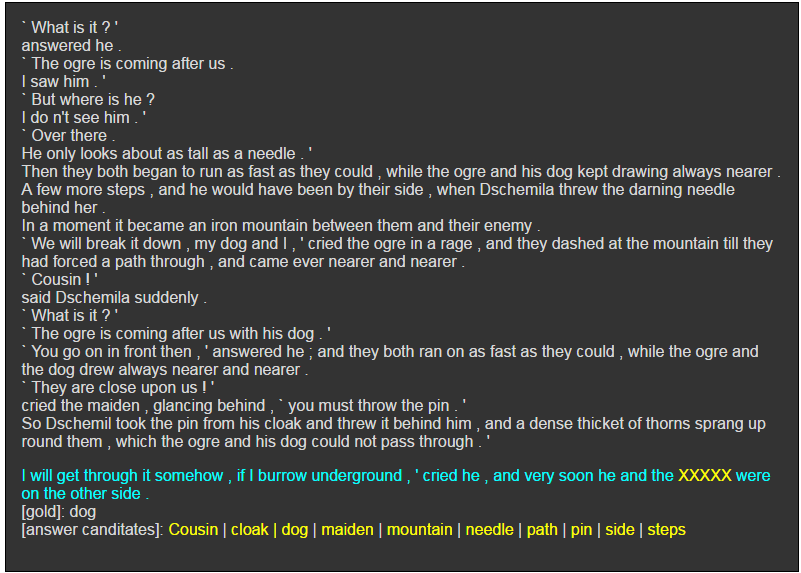 ` What is it ? '
answered he .
` The ogre is coming after us .
I saw him . '
` But where is he ?
I do n't see him . '
` Over there .
He only looks about as tall as a needle . '
Then they both began to run as fast as they could , while the ogre and his dog kept drawing always nearer .
A few more steps , and he would have been by their side , when Dschemila threw the darning needle
behind her .
In a moment it became an iron mountain between them and their enemy .
` We will break it down , my dog and I , ' cried the ogre in a rage , and they dashed at the mountain till they
had forced a path through , and came ever nearer and nearer .
` Cousin ! '
said Dschemila suddenly .
` What is it ? '
` The ogre is coming after us with his dog . '
` You go on in front then , ' answered he ; and they both ran on as fast as they could , while the ogre and
the dog drew always nearer and nearer .
` They are close upon us ! '
cried the maiden , glancing behind , ` you must throw the pin . '
So Dschemil took the pin from his cloak and threw it behind him , and a dense thicket of thorns sprang up
round them , which the ogre and his dog could not pass through . '
I will get through it somehow , if I burrow underground , ' cried he , and very soon he and the XXXXX were
on the other side .
[gold]: dog
[answer canditates]: Cousin | cloak | dog | maiden | mountain | needle | path | pin | side | steps